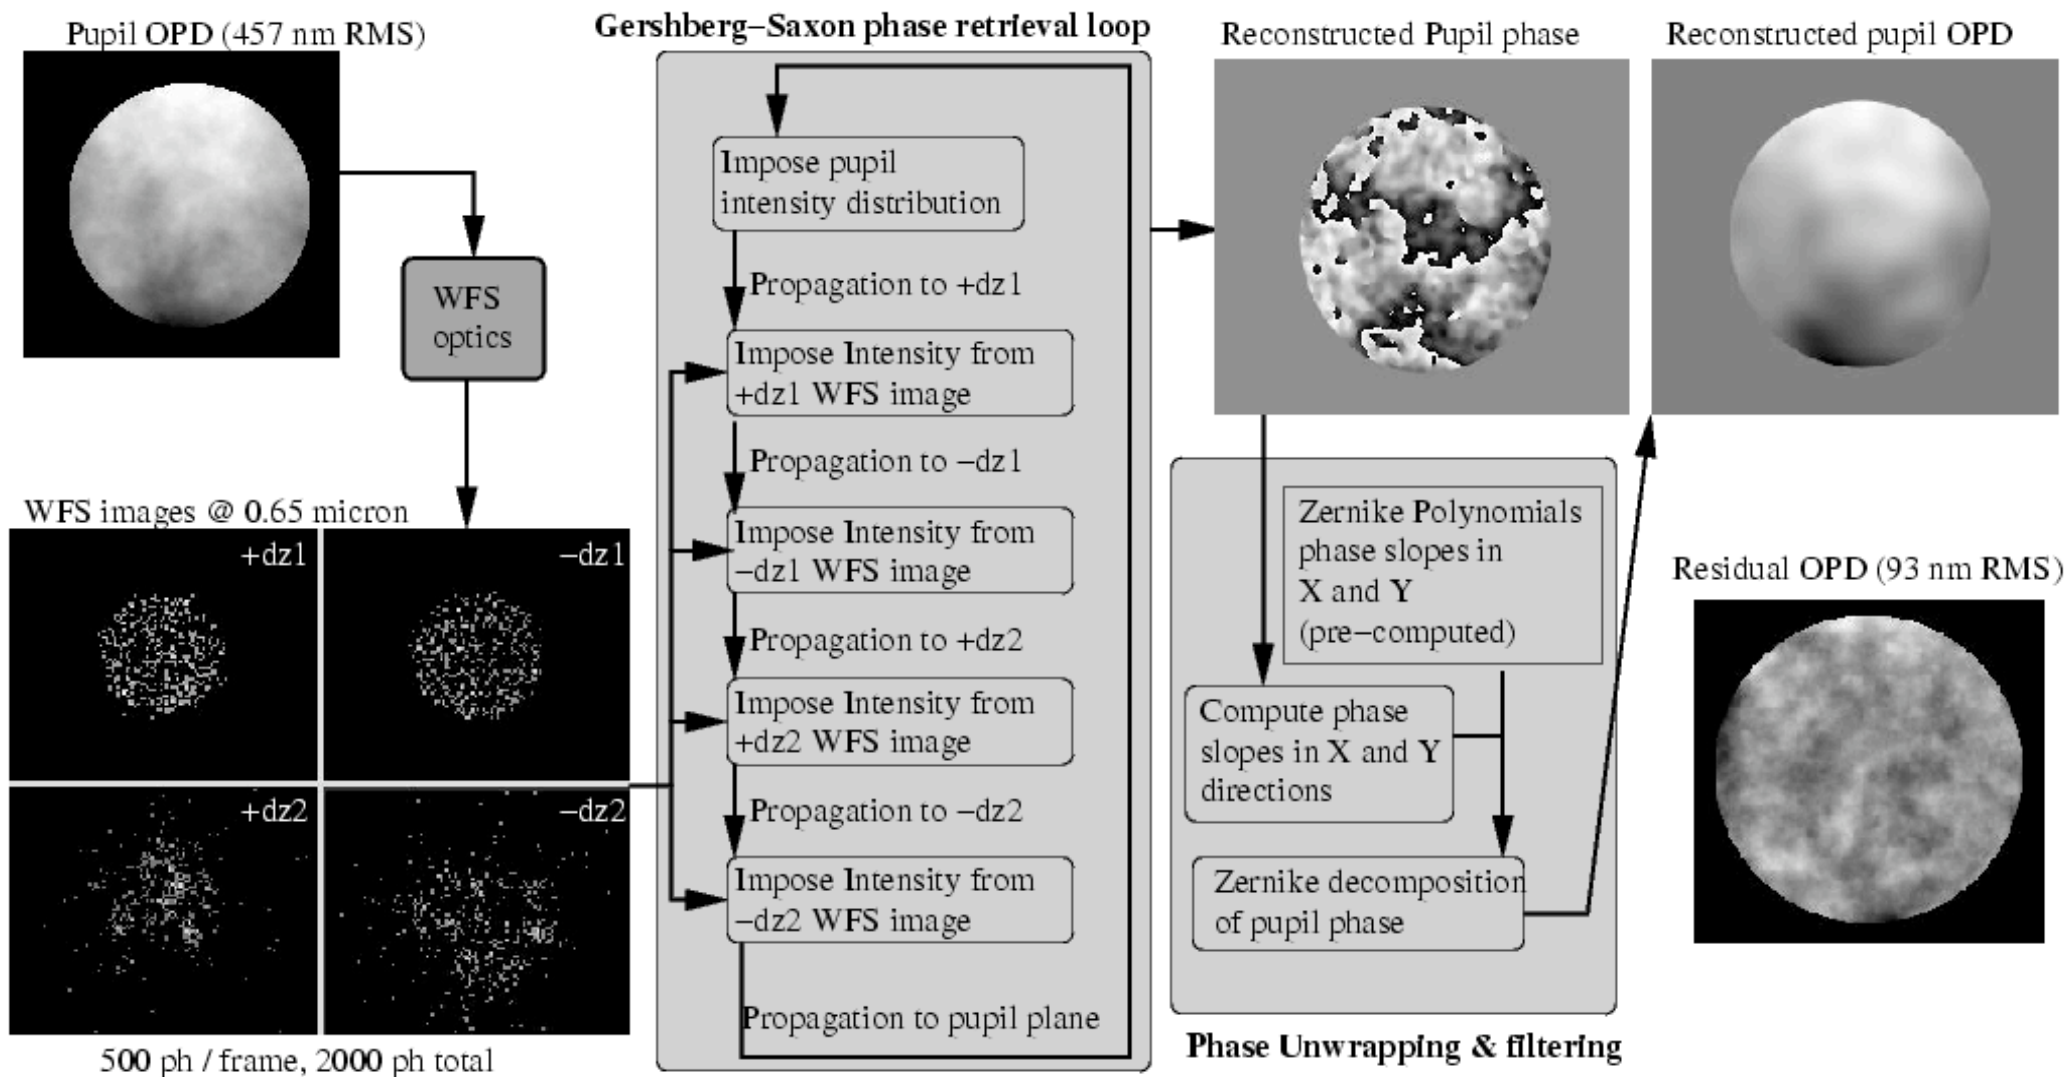 Pupil OPD (457 nm RMS)
WFS
optics
WFS images @ 0.65 micron
+dz1
−dz1
+dz2
−dz2
500 ph / frame, 2000 ph total
Gershberg−Saxon phase retrieval loop
Impose pupil
intensity distribution
Propagation to +dz1
Impose Intensity from
+dz1 WFS image
Propagation to −dz1
Impose Intensity from
−dz1 WFS image
Propagation to +dz2
Impose Intensity from
+dz2 WFS image
Propagation to −dz2
Impose Intensity from
−dz2 WFS image
Propagation to pupil plane
Reconstructed Pupil phase
Zernike Polynomials
phase slopes in
X and Y
(pre−computed)
Compute phase
slopes in X and Y
directions
Zernike decomposition
of pupil phase
Phase Unwrapping & filtering
Reconstructed pupil OPD
Residual OPD (93 nm RMS)